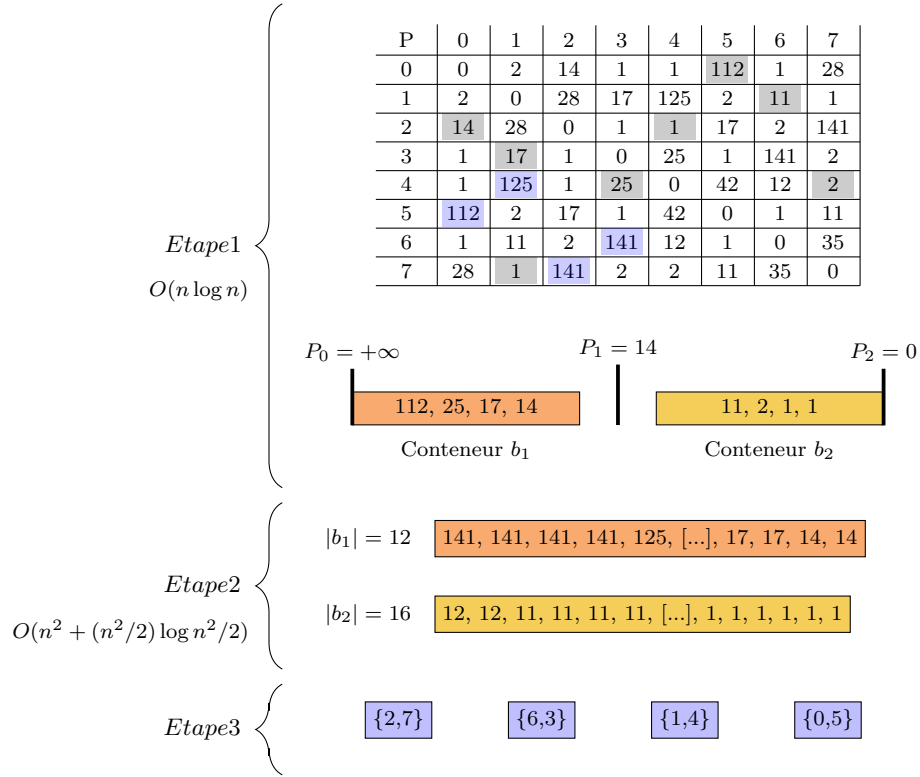 P 0 1 2 3 4 5 6 7
0 0 2 14 1 1 112 1 28
1 2 0 28 17 125 2 11 1
2 14 28 0 1 1 17 2 141
3 1 17 1 0 25 1 141 2
4 1 125 1 25 0 42 12 2
5 112 2 17 1 42 0 1 11
6 1 11 2 141 12 1 0 35
7 28 1 141 2 2 11 35 0
Etape1
O(n log n)
P₀ = +∞
P₁ = 14
P₂ = 0
112, 25, 17, 14
11, 2, 1, 1
Conteneur b₁
Conteneur b₂
|b₁| = 12
141, 141, 141, 141, 125, [...], 17, 17, 14, 14
Etape2
O(n² + (n²/2) log n²/2)
|b₂| = 16
12, 12, 11, 11, 11, 11, [...], 1, 1, 1, 1, 1, 1
Etape3
{2,7}
{6,3}
{1,4}
{0,5}